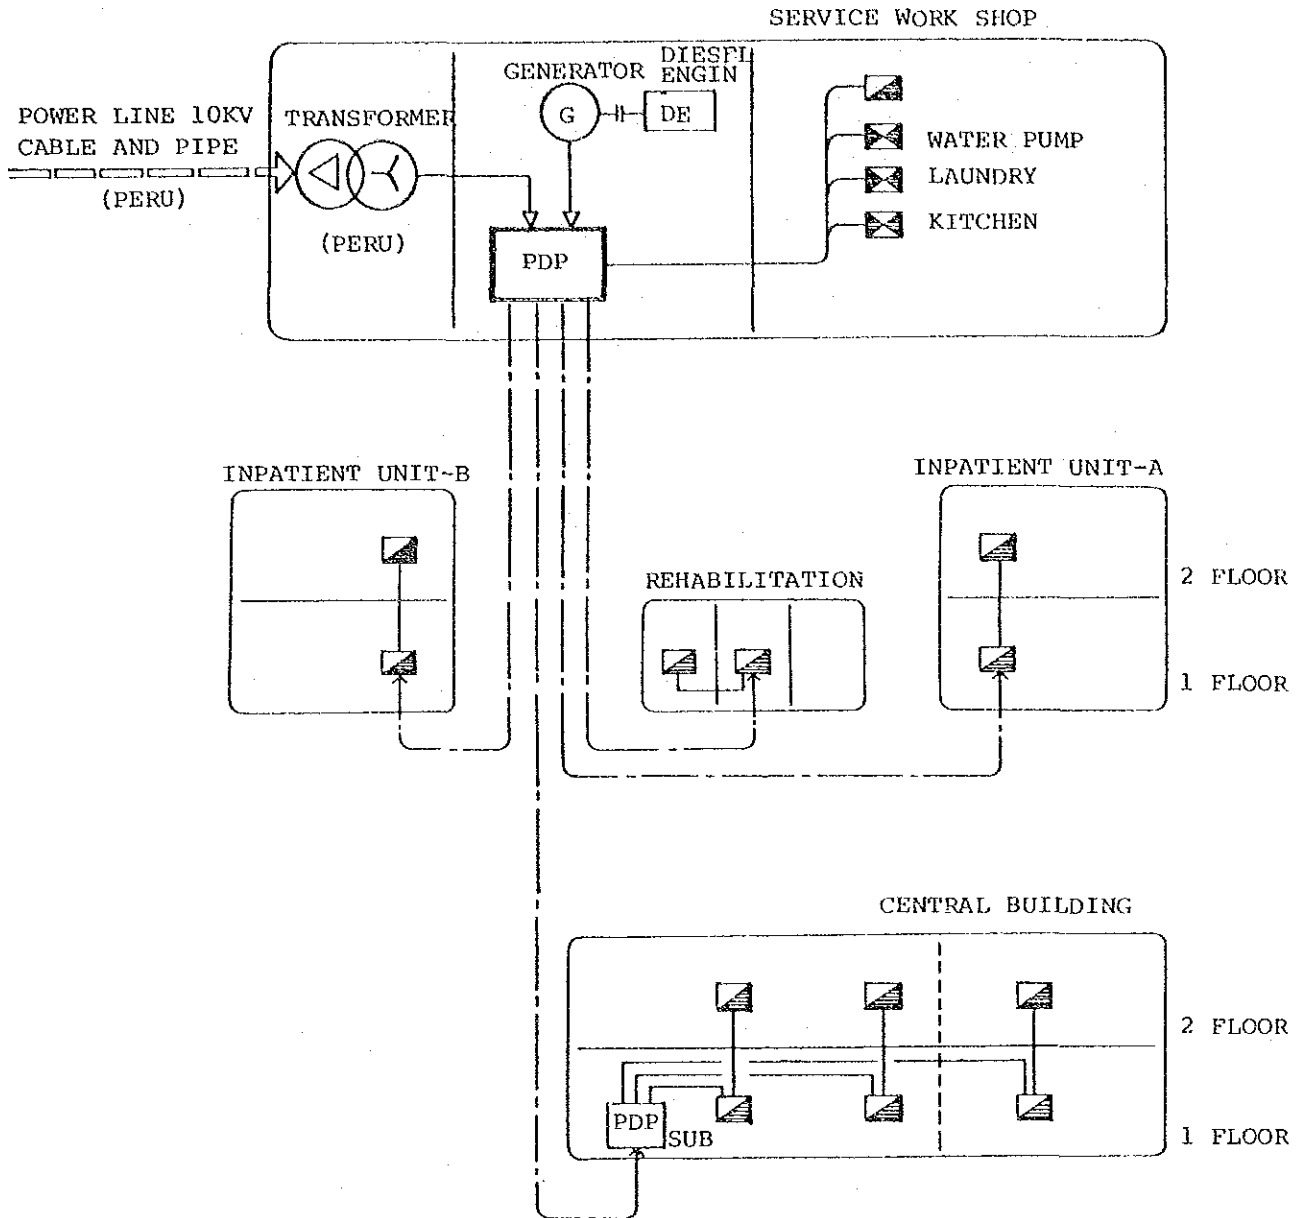 SERVICE WORK SHOP
DIESEL
GENERATOR ENGIN
G DE
POWER LINE 10KV TRANSFORMER
CABLE AND PIPE
(PERU)
(PERU)
WATER PUMP
LAUNDRY
KITCHEN
PDP
INPATIENT UNIT-B
INPATIENT UNIT-A
REHABILITATION
2 FLOOR
1 FLOOR
CENTRAL BUILDING
2 FLOOR
PDP
SUB
1 FLOOR